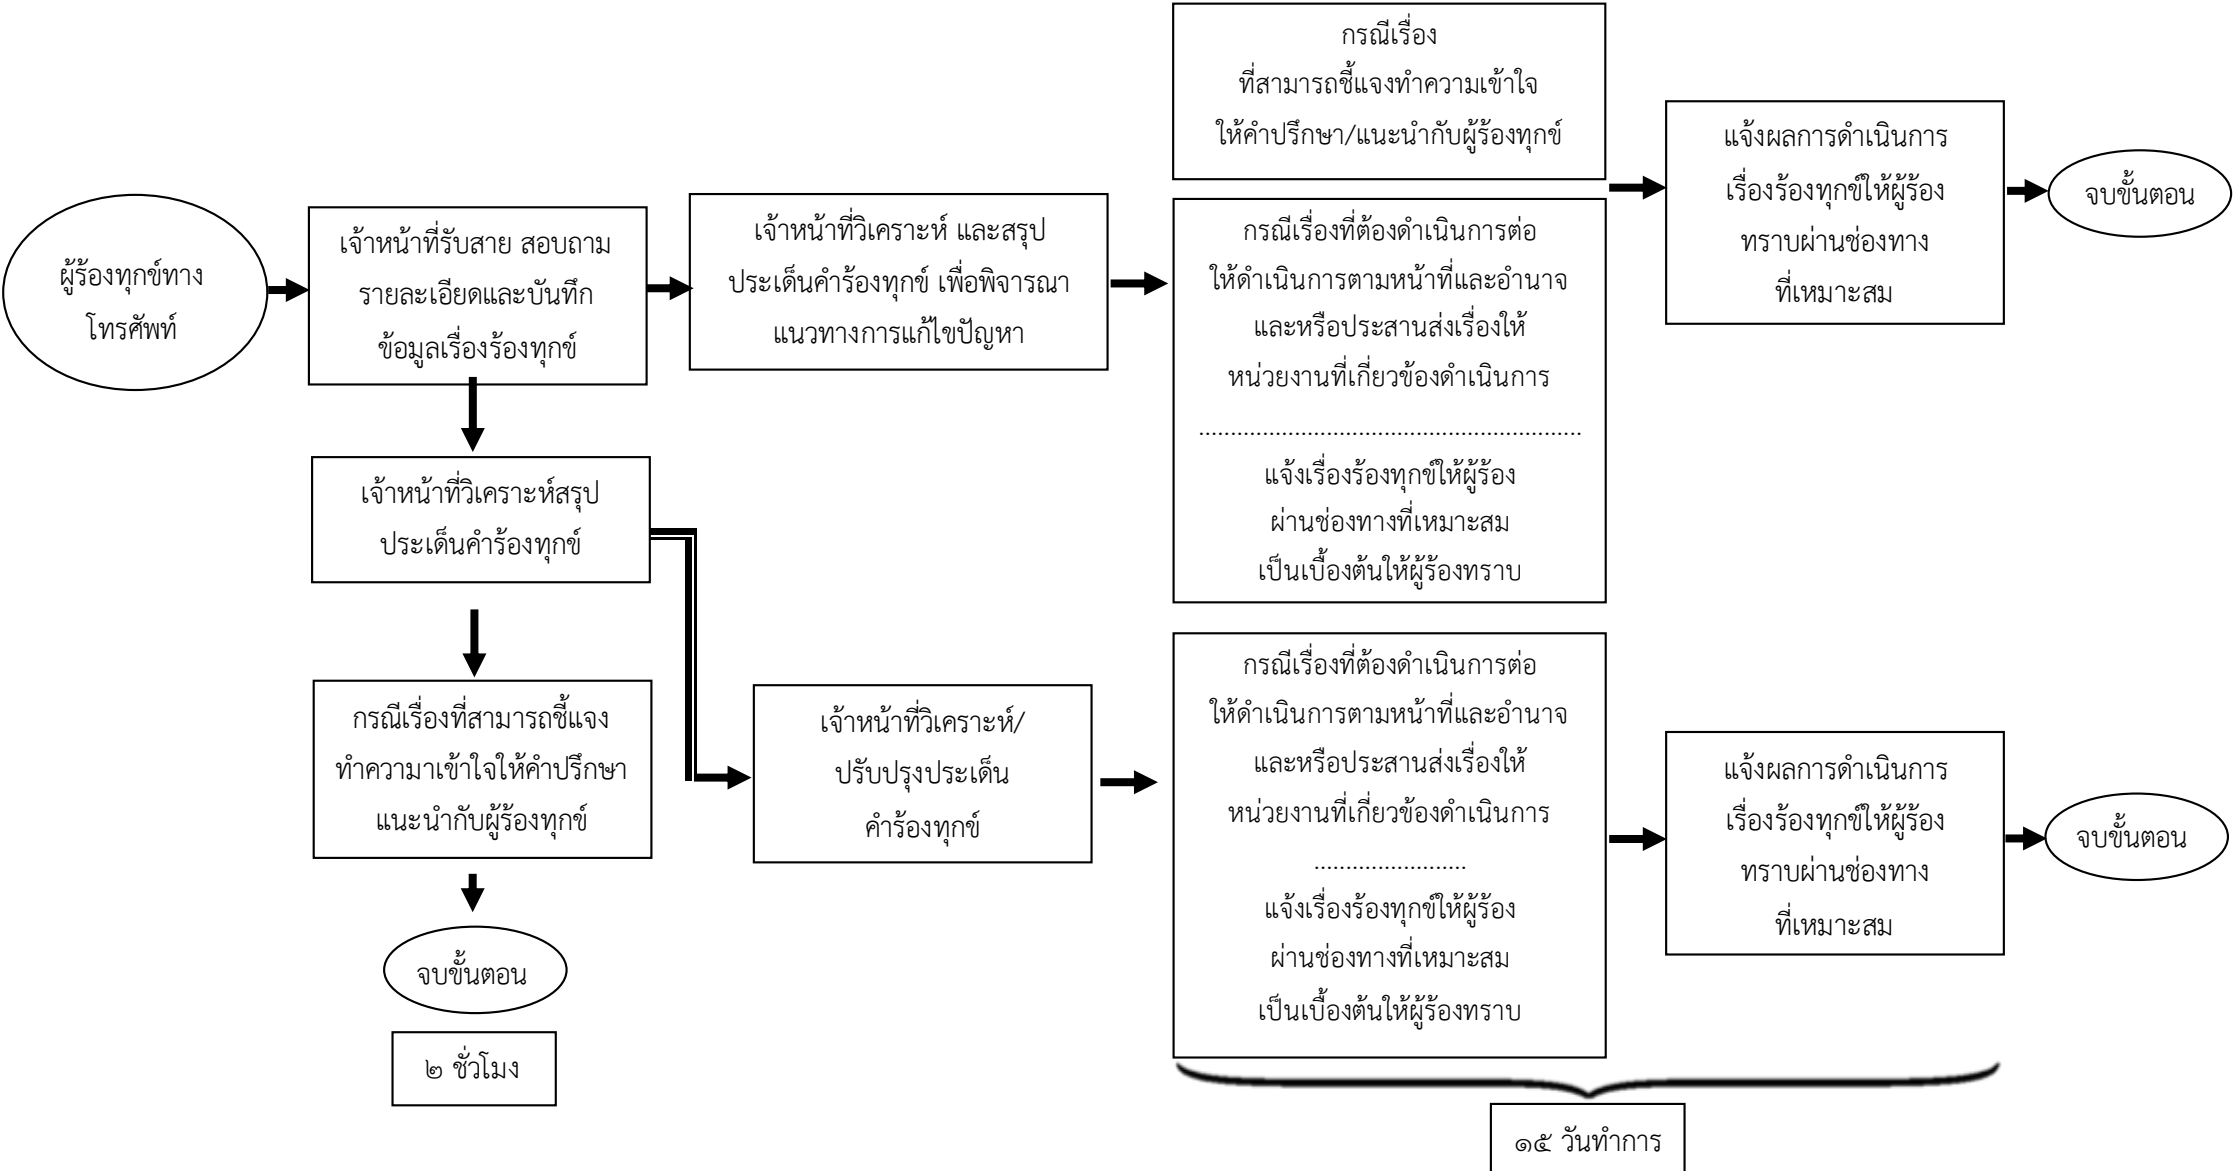 ผู้ร้องทุกข์ทาง
โทรศัพท์
เจ้าหน้าที่รับสาย สอบถาม
รายละเอียดและบันทึก
ข้อมูลเรื่องร้องทุกข์
เจ้าหน้าที่วิเคราะห์ และสรุป
ประเด็นคำร้องทุกข์ เพื่อพิจารณา
แนวทางการแก้ไขปัญหา
กรณีเรื่อง
ที่สามารถชี้แจงทำความเข้าใจ
ให้คำปรึกษา/แนะนำกับผู้ร้องทุกข์
กรณีเรื่องที่ต้องดำเนินการต่อ
ให้ดำเนินการตามหน้าที่และอำนาจ
และหรือประสานส่งเรื่องให้
หน่วยงานที่เกี่ยวข้องดำเนินการ
............................................................
แจ้งเรื่องร้องทุกข์ให้ผู้ร้อง
ผ่านช่องทางที่เหมาะสม
เป็นเบื้องต้นให้ผู้ร้องทราบ
แจ้งผลการดำเนินการ
เรื่องร้องทุกข์ให้ผู้ร้อง
ทราบผ่านช่องทาง
ที่เหมาะสม
จบขั้นตอน
เจ้าหน้าที่วิเคราะห์สรุป
ประเด็นคำร้องทุกข์
กรณีเรื่องที่สามารถชี้แจง
ทำความาเข้าใจให้คำปรึกษา
แนะนำกับผู้ร้องทุกข์
จบขั้นตอน
๒ ชั่วโมง
เจ้าหน้าที่วิเคราะห์/
ปรับปรุงประเด็น
คำร้องทุกข์
กรณีเรื่องที่ต้องดำเนินการต่อ
ให้ดำเนินการตามหน้าที่และอำนาจ
และหรือประสานส่งเรื่องให้
หน่วยงานที่เกี่ยวข้องดำเนินการ
........................
แจ้งเรื่องร้องทุกข์ให้ผู้ร้อง
ผ่านช่องทางที่เหมาะสม
เป็นเบื้องต้นให้ผู้ร้องทราบ
แจ้งผลการดำเนินการ
เรื่องร้องทุกข์ให้ผู้ร้อง
ทราบผ่านช่องทาง
ที่เหมาะสม
จบขั้นตอน
๑๕ วันทำการ